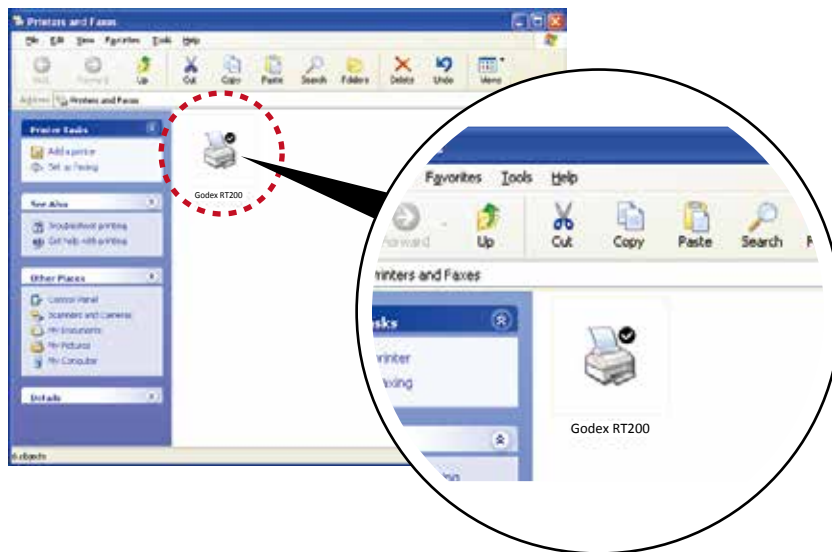 Printers and Faxes
File Edit View Favorites Tools Help
Back Forward Up Cut Copy Paste Search Folders Delete Undo Views
Address Printers and Faxes
Printer Tasks
Add a printer
Set up faxing
See Also
Troubleshoot printing
Get help with printing
Other Places
Control Panel
Scanners and Cameras
My Documents
My Pictures
My Computer
Details
6 objects
Godex RT200
Favorites Tools Help
Forward Up Cut Copy Paste Search
rinters and Faxes
sks
rinter
axing
Godex RT200